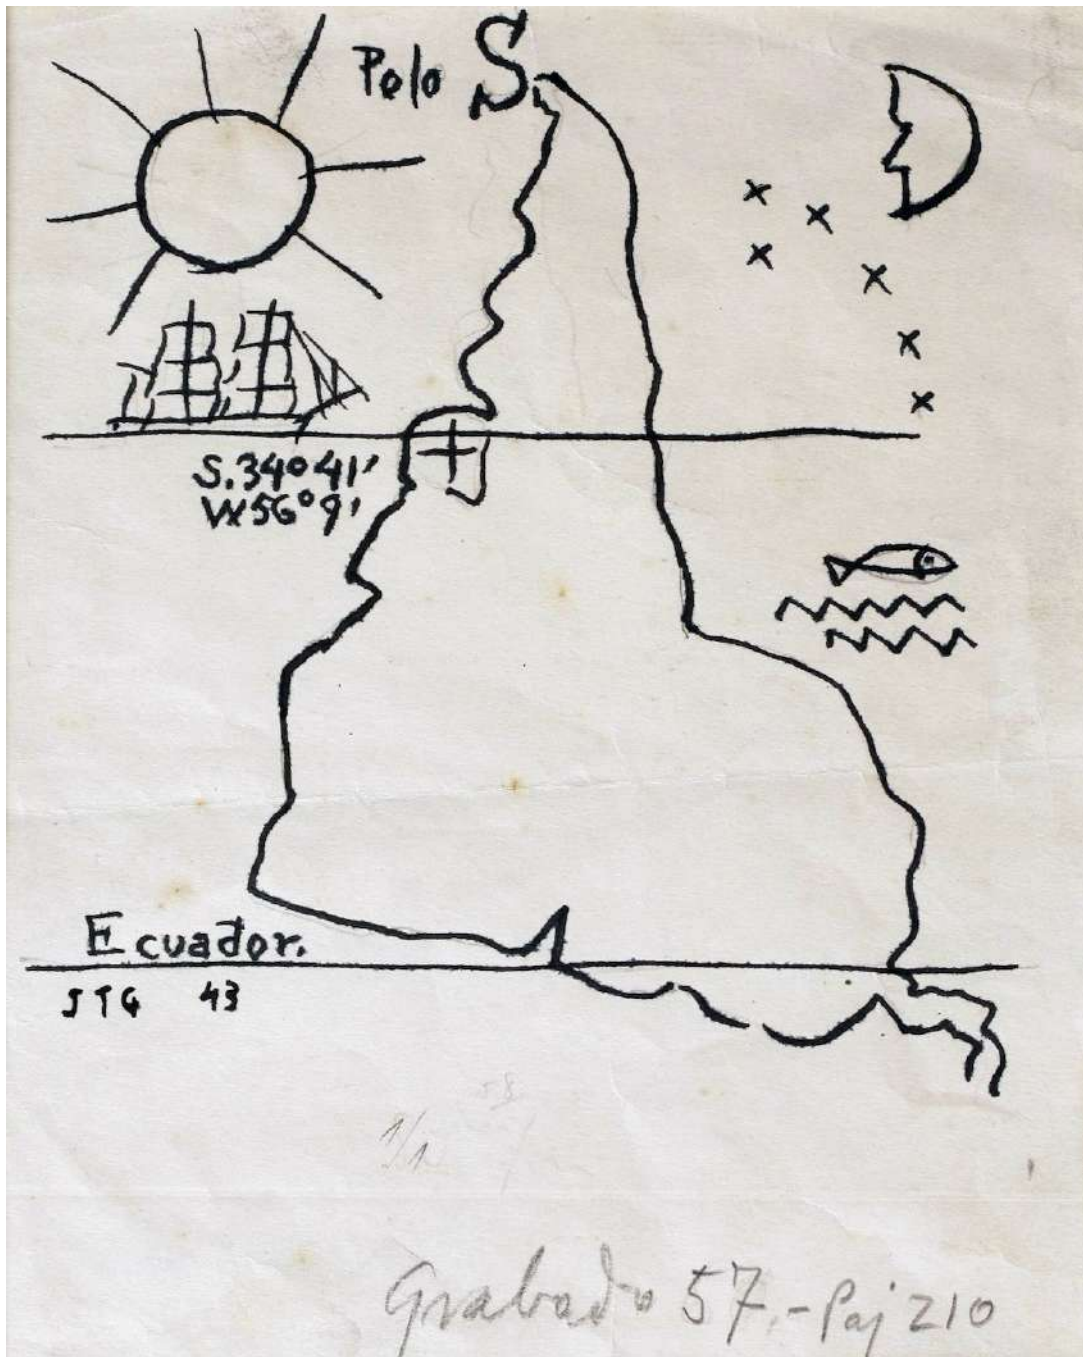 Polo S.
S. 34° 41'
W 56° 9'
Ecuador.
JTG 43
1/1
Grabado 57.- Paj 210